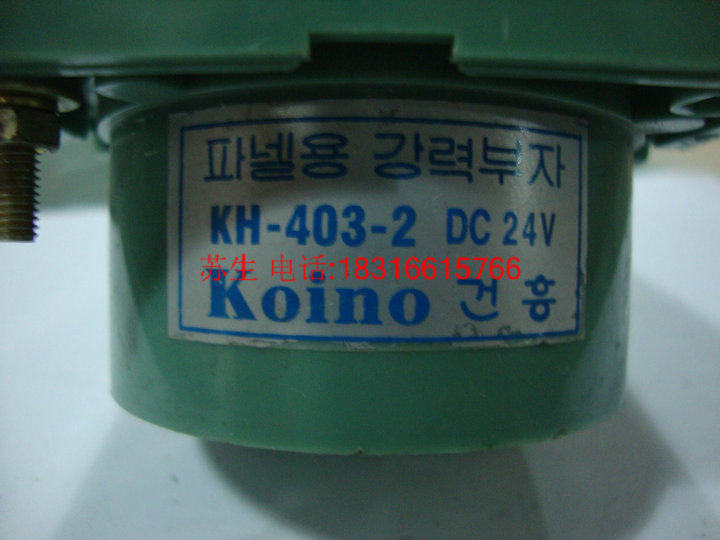 파넬용 강력부자
KH-403-2 DC 24V
苏生 电话:18316615766
Koino 건흥